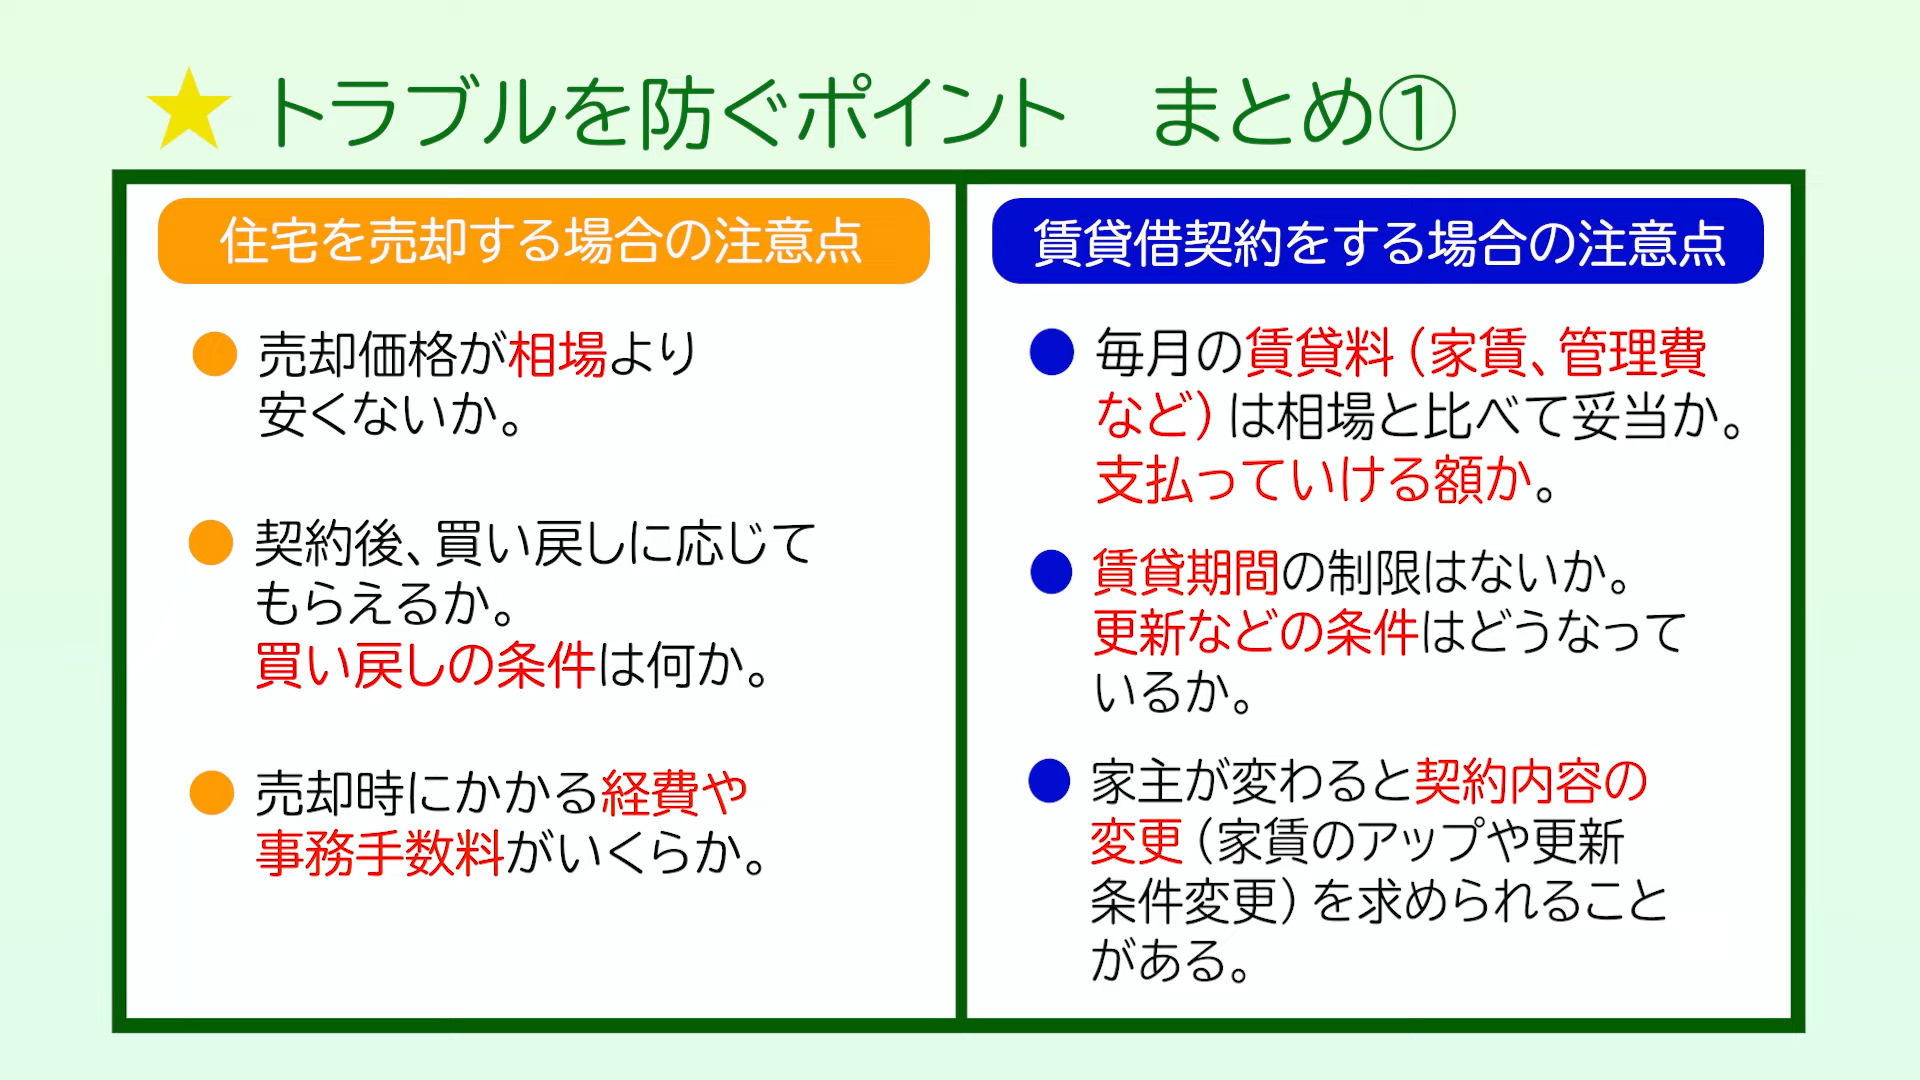 ★ トラブルを防ぐポイント　まとめ①
住宅を売却する場合の注意点
● 売却価格が相場より
安くないか。
● 契約後、買い戻しに応じて
もらえるか。
買い戻しの条件は何か。
● 売却時にかかる経費や
事務手数料がいくらか。
賃貸借契約をする場合の注意点
● 毎月の賃貸料（家賃、管理費
など）は相場と比べて妥当か。
支払っていける額か。
● 賃貸期間の制限はないか。
更新などの条件はどうなって
いるか。
● 家主が変わると契約内容の
変更（家賃のアップや更新
条件変更）を求められること
がある。